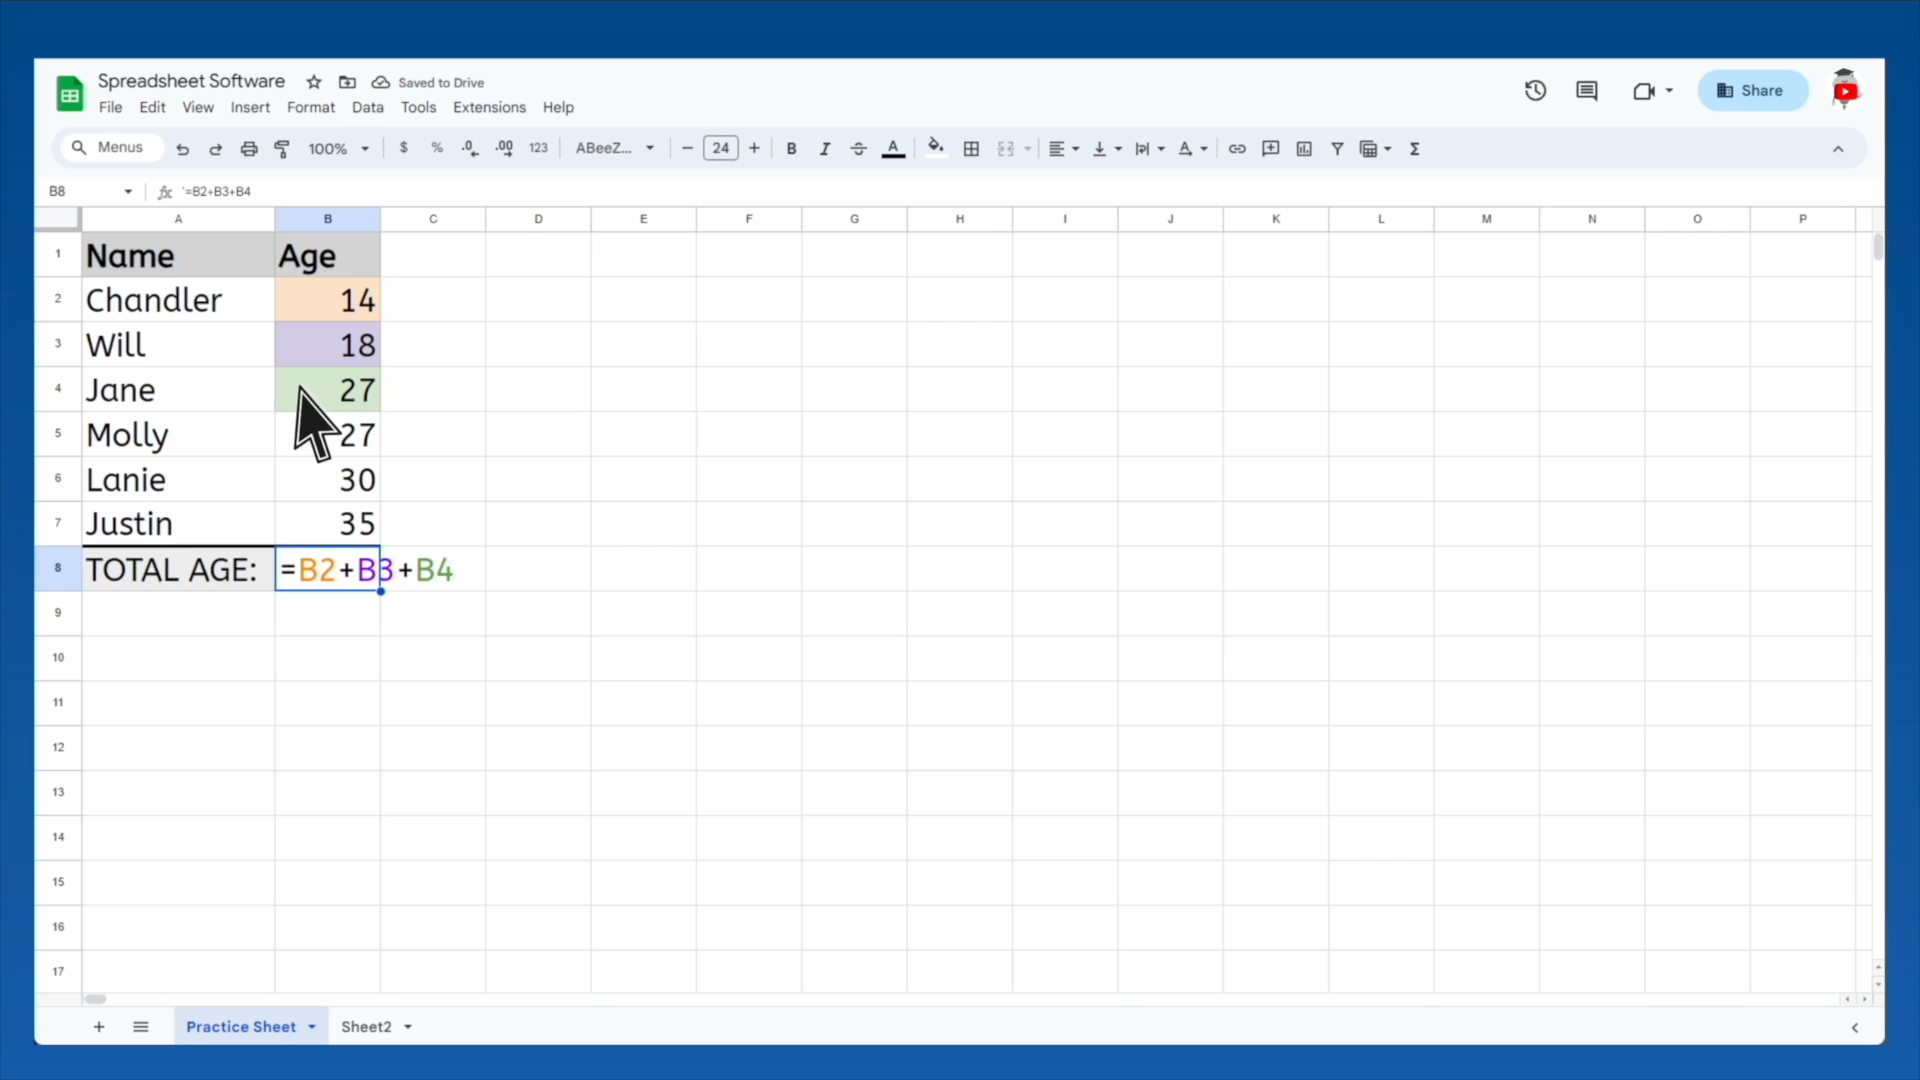 Spreadsheet Software Saved to Drive
File Edit View Insert Format Data Tools Extensions Help
Share
Menus 100% $ % .0 .00 123 ABeeZ... 24 B I A Σ
B8 fx '=B2+B3+B4
A B C D E F G H I J K L M N O P
1 Name Age
2 Chandler 14
3 Will 18
4 Jane 27
5 Molly 27
6 Lanie 30
7 Justin 35
8 TOTAL AGE: =B2+B3+B4
9
10
11
12
13
14
15
16
17
Practice Sheet Sheet2